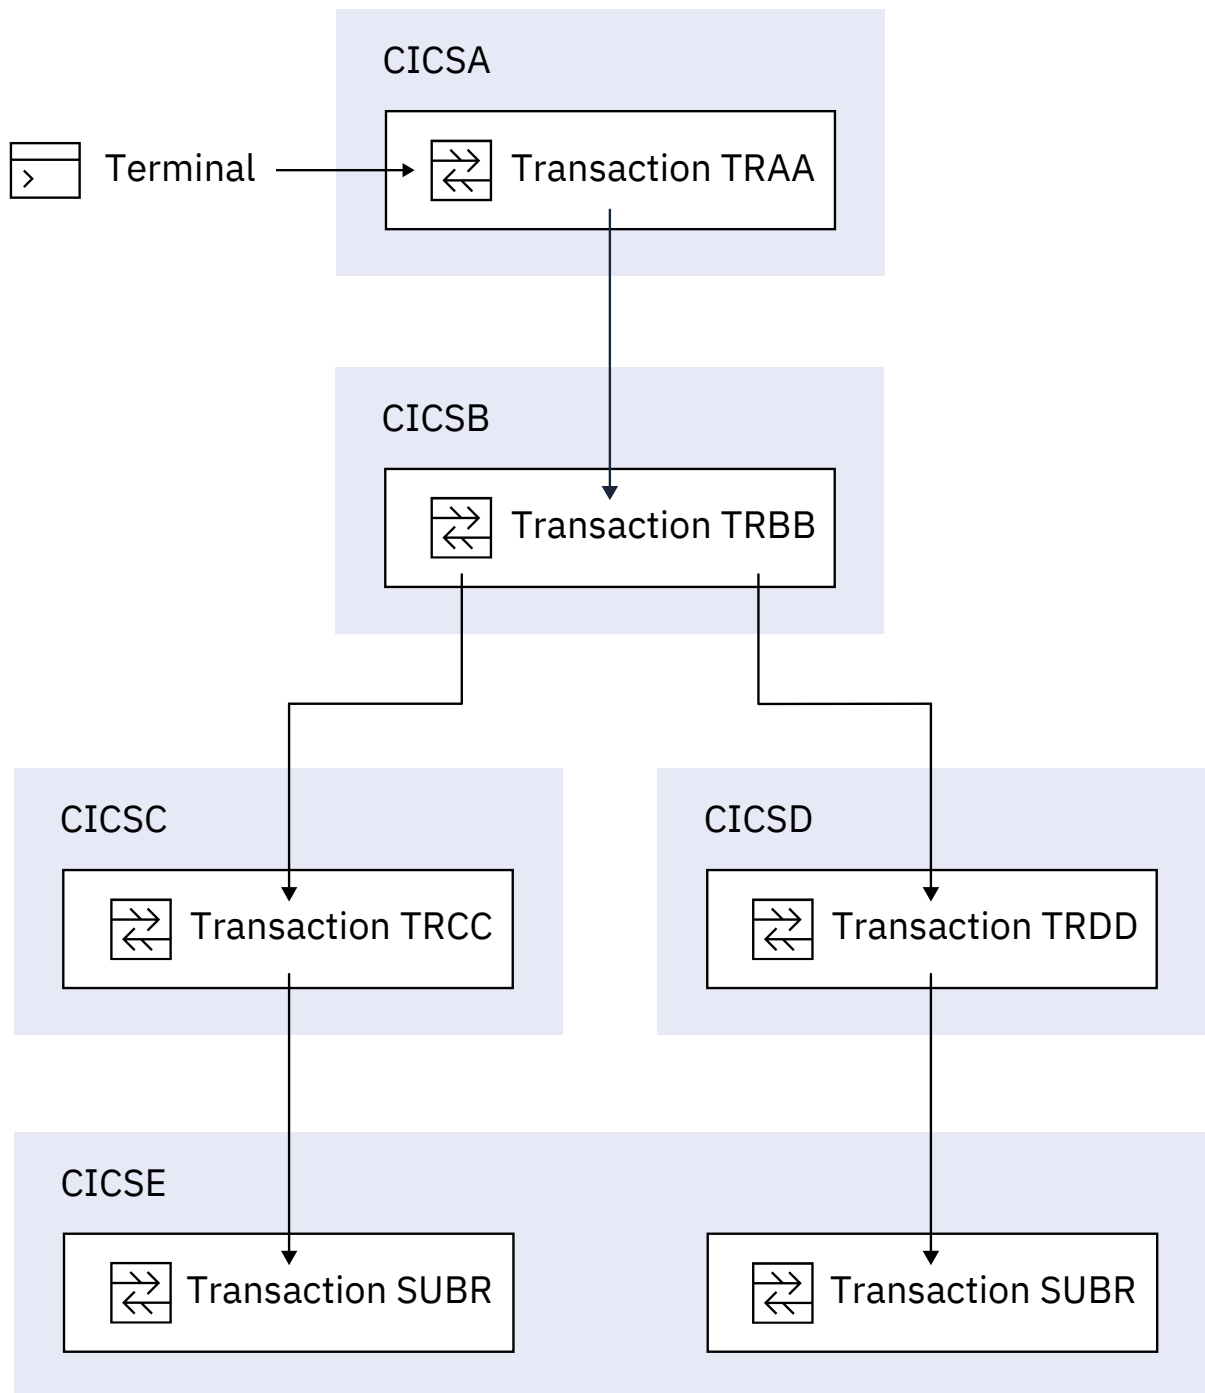 CICSA
Terminal
Transaction TRAA
CICSB
Transaction TRBB
CICSC
CICSD
Transaction TRCC
Transaction TRDD
CICSE
Transaction SUBR
Transaction SUBR